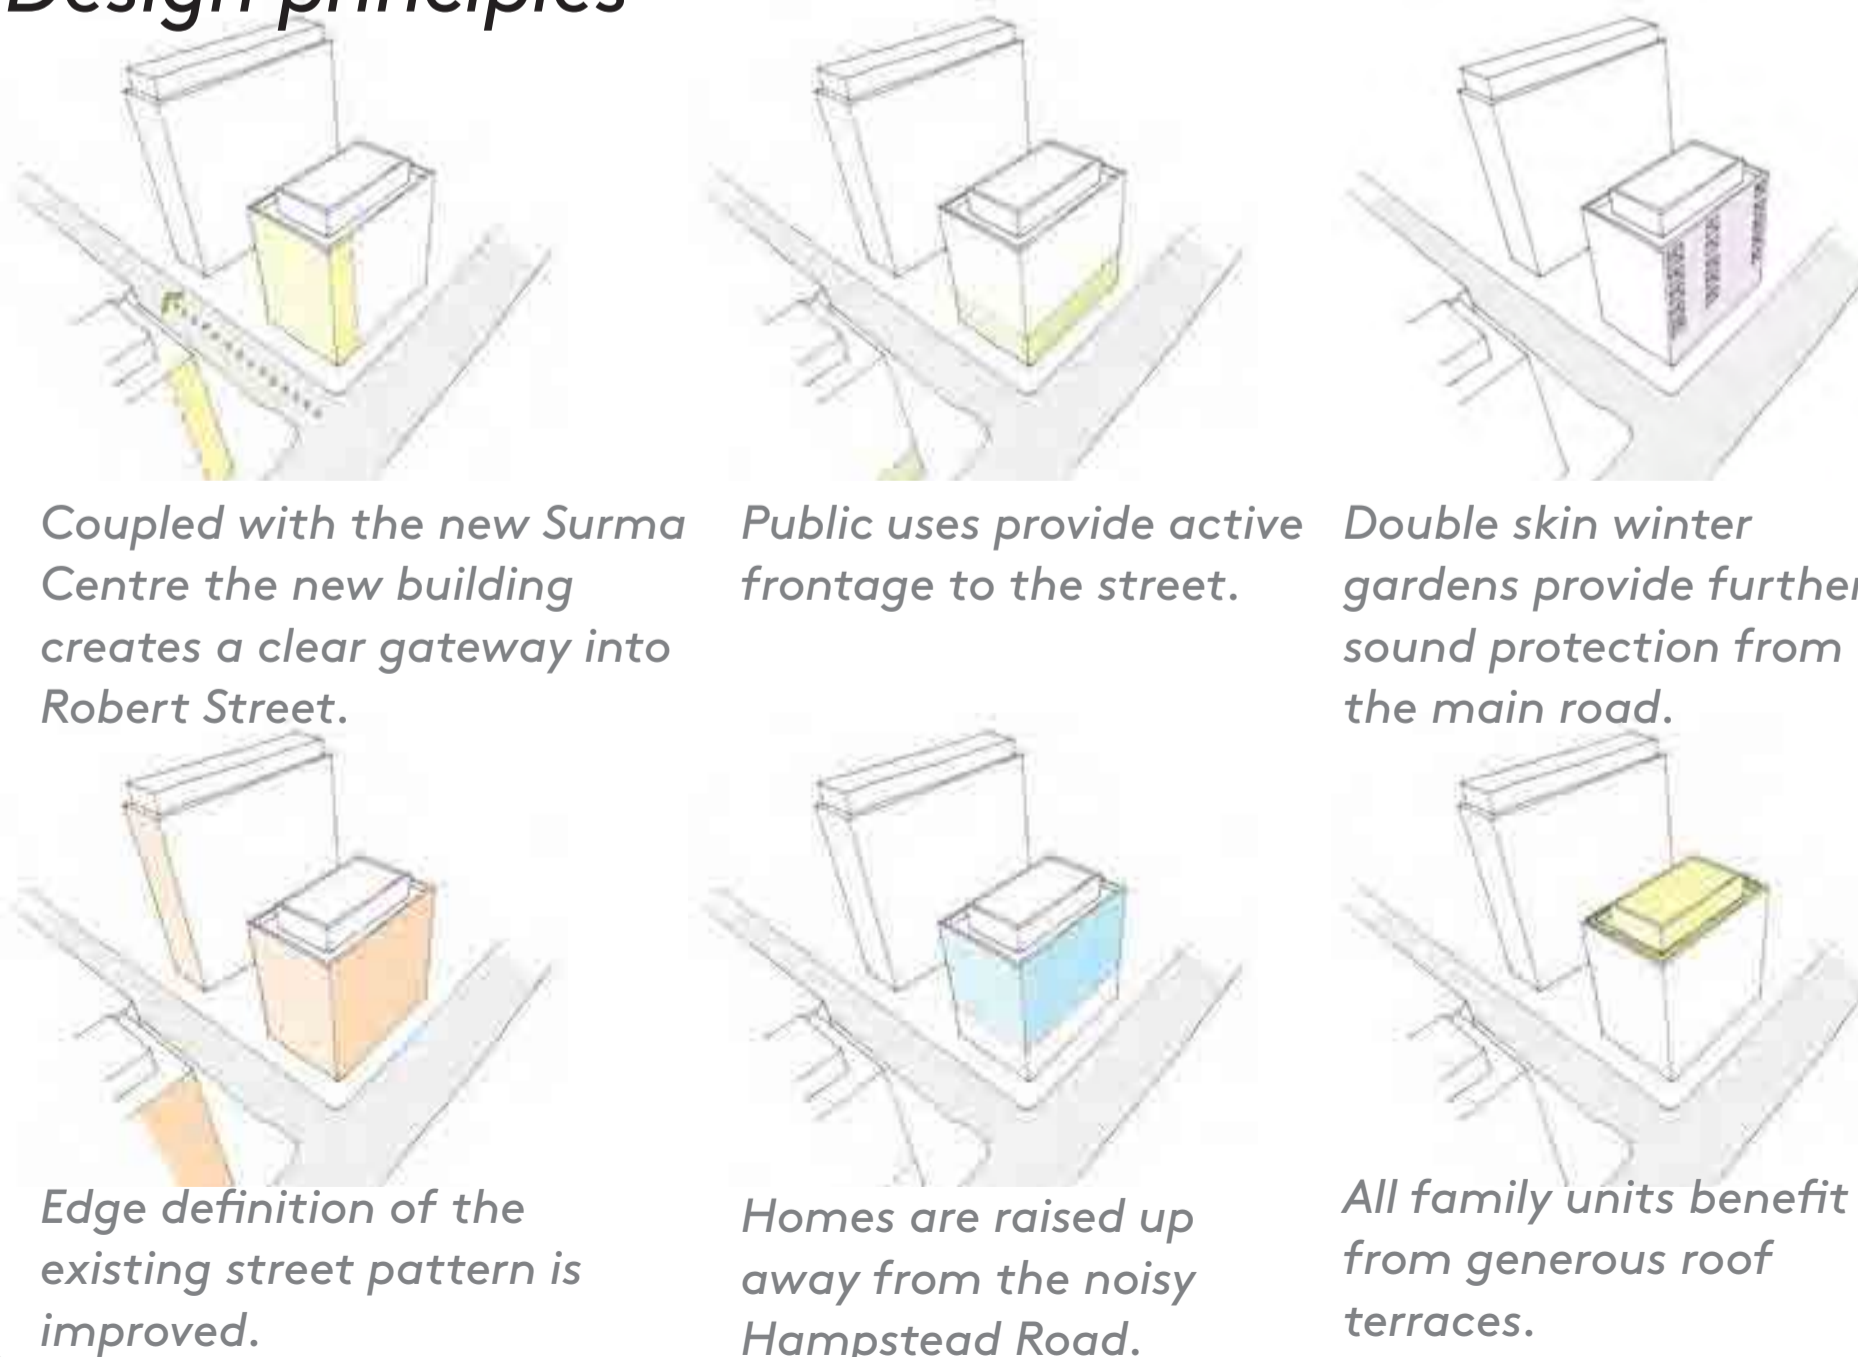 Design principles
Coupled with the new Surma
Centre the new building
creates a clear gateway into
Robert Street.
Public uses provide active
frontage to the street.
Double skin winter
gardens provide further
sound protection from
the main road.
Edge definition of the
existing street pattern is
improved.
Homes are raised up
away from the noisy
Hampstead Road.
All family units benefit
from generous roof
terraces.